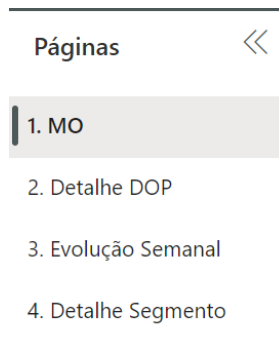 Páginas
1. MO
2. Detalhe DOP
3. Evolução Semanal
4. Detalhe Segmento